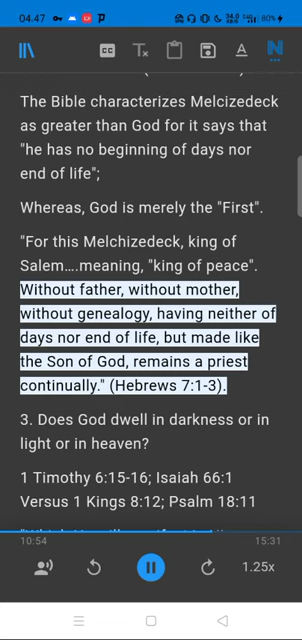 04.47
80%
CC
The Bible characterizes Melcizedeck
as greater than God for it says that
"he has no beginning of days nor
end of life";
Whereas, God is merely the "First".
"For this Melchizedeck, king of
Salem....meaning, "king of peace".
Without father, without mother,
without genealogy, having neither of
days nor end of life, but made like
the Son of God, remains a priest
continually." (Hebrews 7:1-3).
3. Does God dwell in darkness or in
light or in heaven?
1 Timothy 6:15-16; Isaiah 66:1
Versus 1 Kings 8:12; Psalm 18:11
10:54
15:31
1.25x